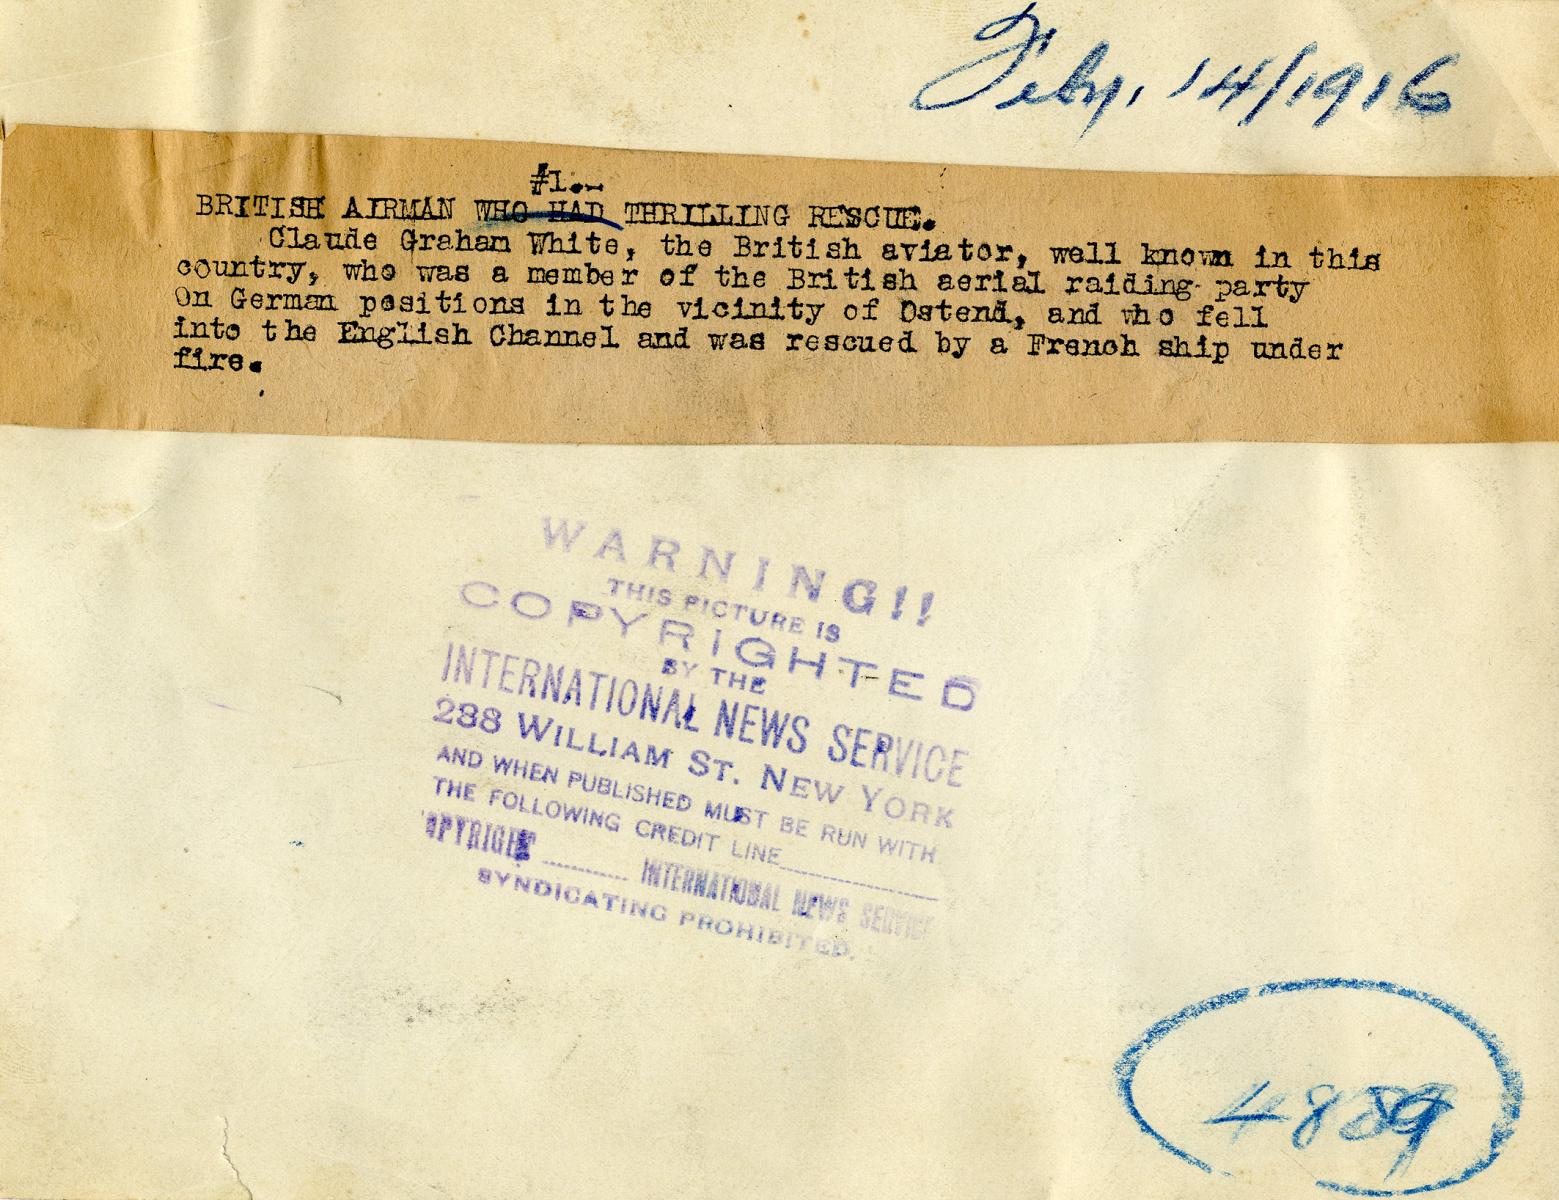 Feby. 14/1916
#1.-
BRITISH AIRMAN WHO HAD THRILLING RESCUE.
Claude Graham White, the British aviator, well known in this
country, who was a member of the British aerial raiding party
On German positions in the vicinity of Ostend, and who fell
into the English Channel and was rescued by a French ship under
fire.
WARNING!!
THIS PICTURE IS
COPYRIGHTED
BY THE
INTERNATIONAL NEWS SERVICE
238 WILLIAM ST. NEW YORK
AND WHEN PUBLISHED MUST BE RUN WITH
THE FOLLOWING CREDIT LINE
OPYRIGHT INTERNATIONAL NEWS SERVICE
SYNDICATING PROHIBITED.
4889